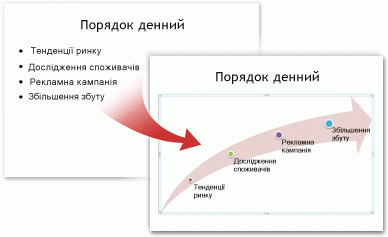 Порядок денний
• Тенденції ринку
• Дослідження споживачів
• Рекламна кампанія
• Збільшення збуту
Порядок денний
Збільшення
збуту
Рекламна
кампанія
Дослідження
споживачів
Тенденції
ринку